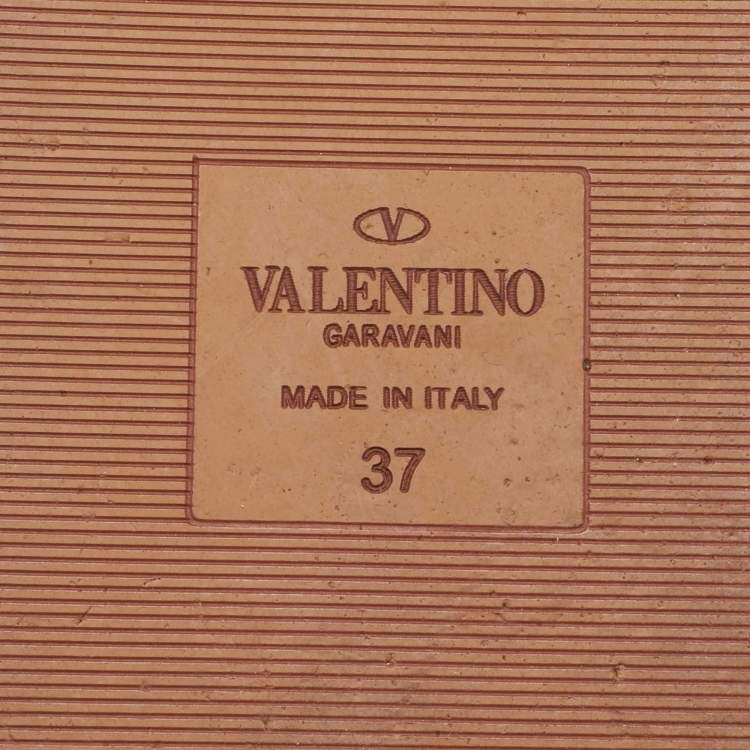 V
VALENTINO
GARAVANI
MADE IN ITALY
37